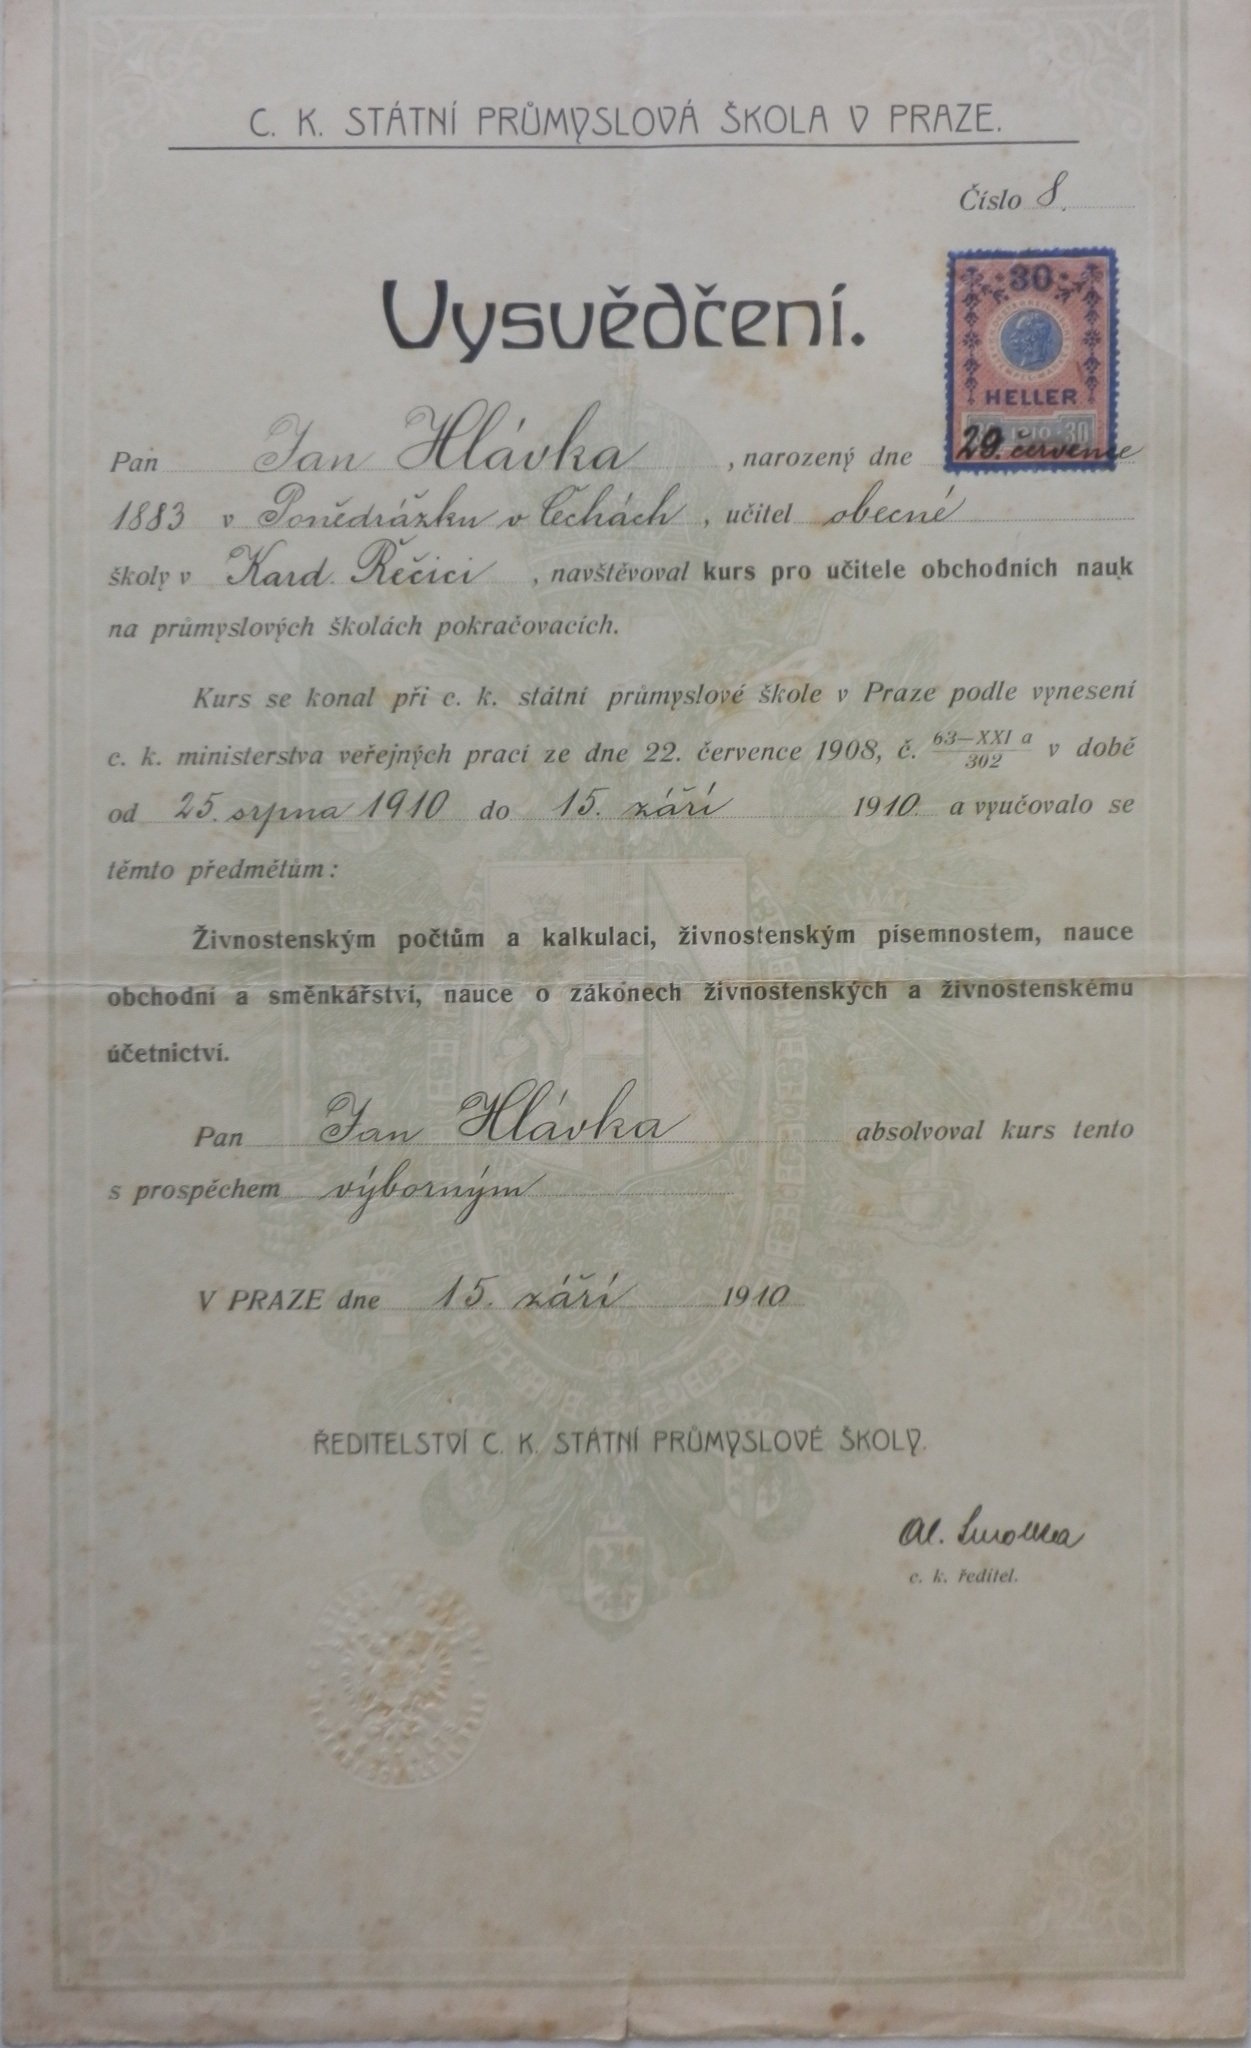 C. K. STÁTNÍ PRŮMYSLOVÁ ŠKOLA V PRAZE.
Číslo 8.
30
HELLER
Vysvědčení.
Pan Jan Hlávka, narozený dne 29. července
1883 v Ponědrážku v Čechách, učitel obecné
školy v Kard. Řečici, navštěvoval kurs pro učitele obchodních nauk
na průmyslových školách pokračovacích.
Kurs se konal při c. k. státní průmyslové škole v Praze podle vynesení
c. k. ministerstva veřejných prací ze dne 22. července 1908, č. 63—XXI a / 302 v době
od 25. srpna 1910 do 15. září 1910 a vyučovalo se
těmto předmětům:
Živnostenským počtům a kalkulaci, živnostenským písemnostem, nauce
obchodní a směnkářství, nauce o zákonech živnostenských a živnostenskému
účetnictví.
Pan Jan Hlávka absolvoval kurs tento
s prospěchem výborným
V PRAZE dne 15. září 1910
ŘEDITELSTVÍ C. K. STÁTNÍ PRŮMYSLOVÉ ŠKOLY.
Al. Smolka
c. k. ředitel.